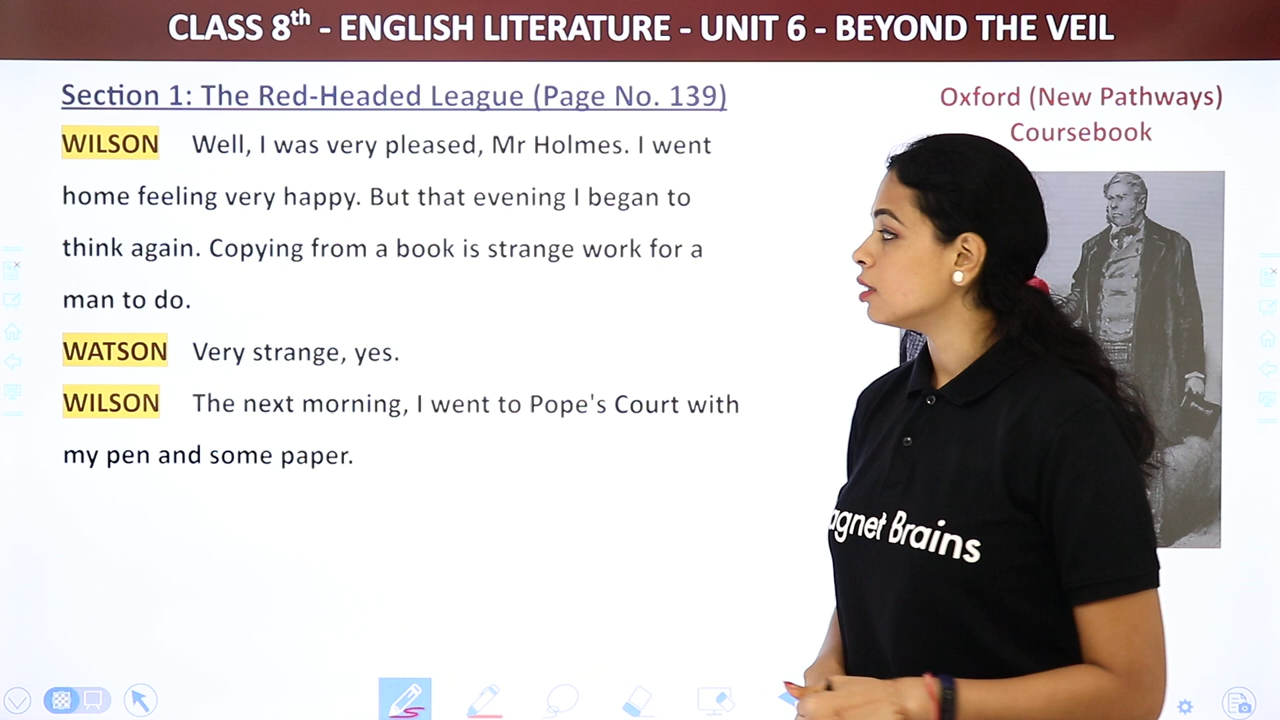 CLASS 8th - ENGLISH LITERATURE - UNIT 6 - BEYOND THE VEIL
Section 1: The Red-Headed League (Page No. 139)
Oxford (New Pathways)
Coursebook
WILSON Well, I was very pleased, Mr Holmes. I went
home feeling very happy. But that evening I began to
think again. Copying from a book is strange work for a
man to do.
WATSON Very strange, yes.
WILSON The next morning, I went to Pope's Court with
my pen and some paper.
agnet Brains